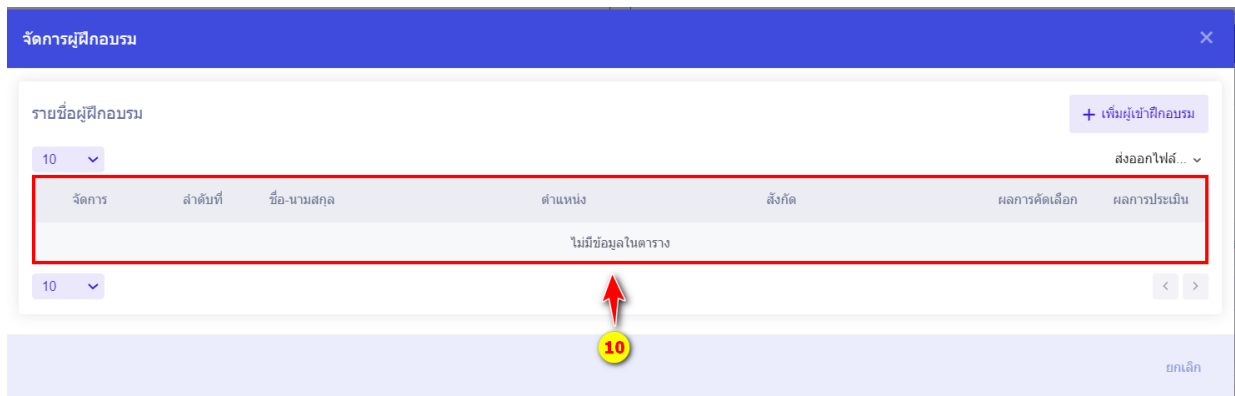 จัดการผู้ฝึกอบรม
รายชื่อผู้ฝึกอบรม
+ เพิ่มผู้เข้าฝึกอบรม
10
ส่งออกไฟล์...
จัดการ ลำดับที่ ชื่อ-นามสกุล ตำแหน่ง สังกัด ผลการคัดเลือก ผลการประเมิน
ไม่มีข้อมูลในตาราง
10
10
ยกเลิก